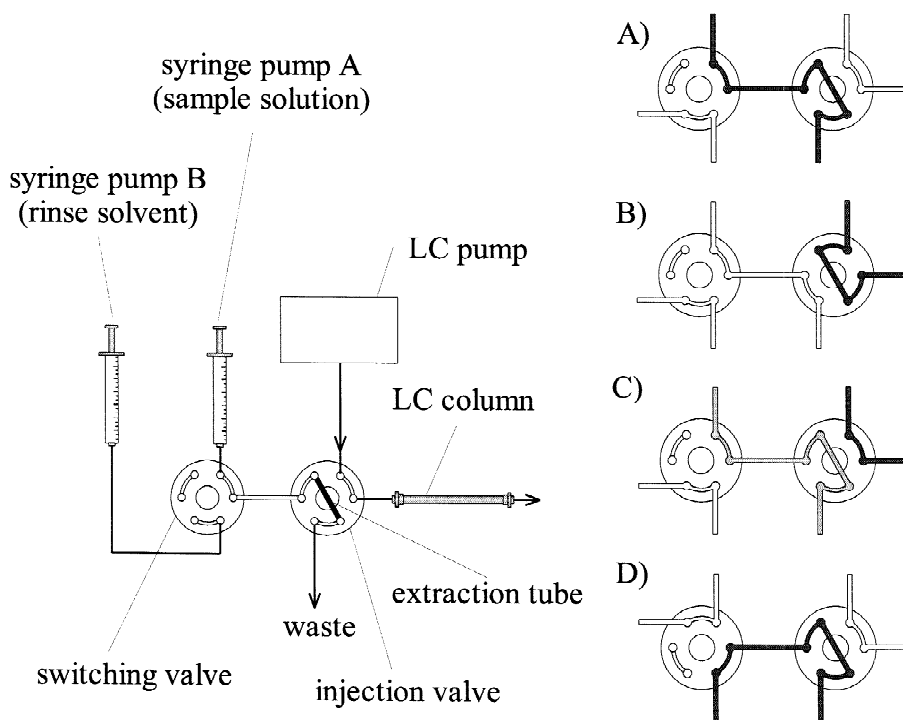 syringe pump A
(sample solution)
syringe pump B
(rinse solvent)
LC pump
LC column
extraction tube
waste
switching valve
injection valve
A)
B)
C)
D)